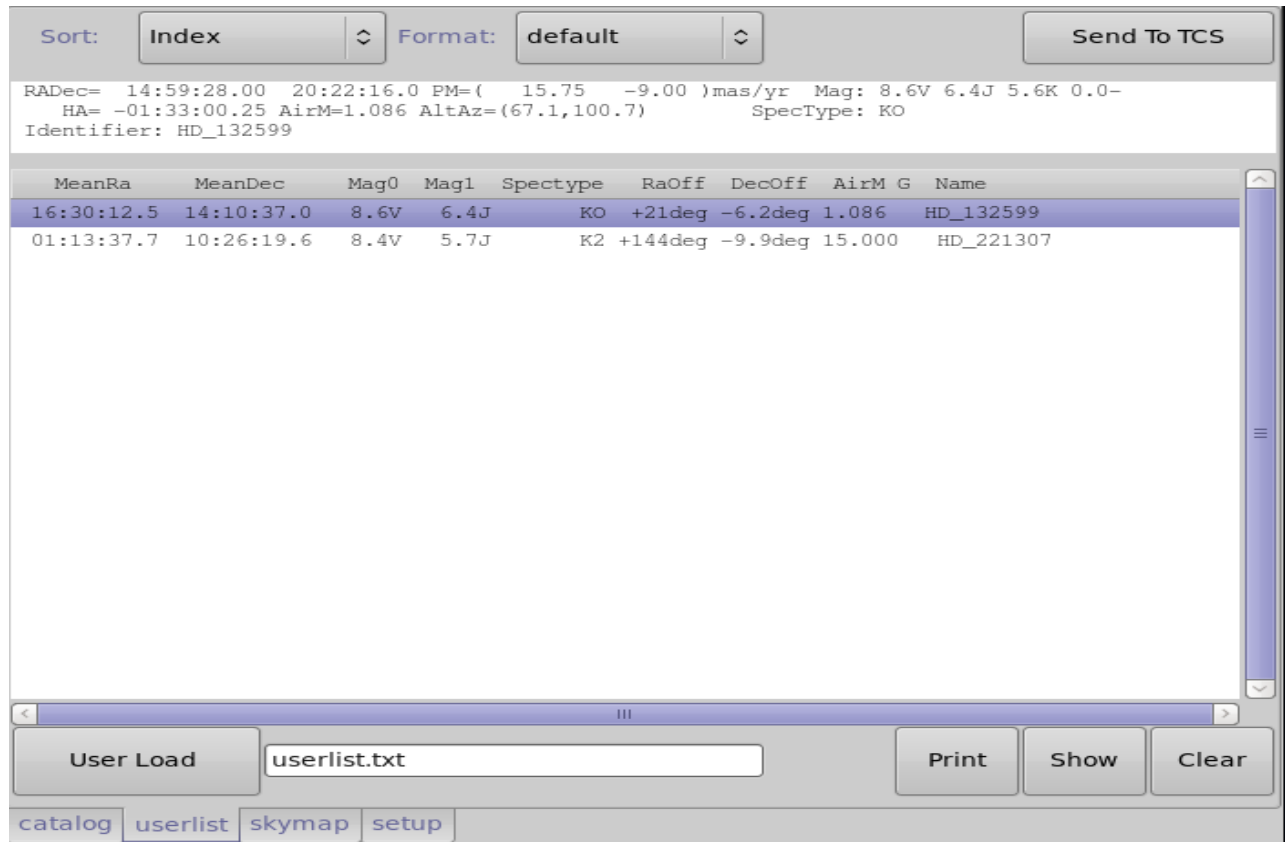 Sort: Index Format: default Send To TCS
RADec= 14:59:28.00 20:22:16.0 PM=( 15.75 -9.00 )mas/yr Mag: 8.6V 6.4J 5.6K 0.0-
HA= -01:33:00.25 AirM=1.086 AltAz=(67.1,100.7) SpecType: KO
Identifier: HD_132599
MeanRa MeanDec Mag0 Mag1 Spectype RaOff DecOff AirM G Name
16:30:12.5 14:10:37.0 8.6V 6.4J KO +21deg -6.2deg 1.086 HD_132599
01:13:37.7 10:26:19.6 8.4V 5.7J K2 +144deg -9.9deg 15.000 HD_221307
User Load userlist.txt Print Show Clear
catalog userlist skymap setup